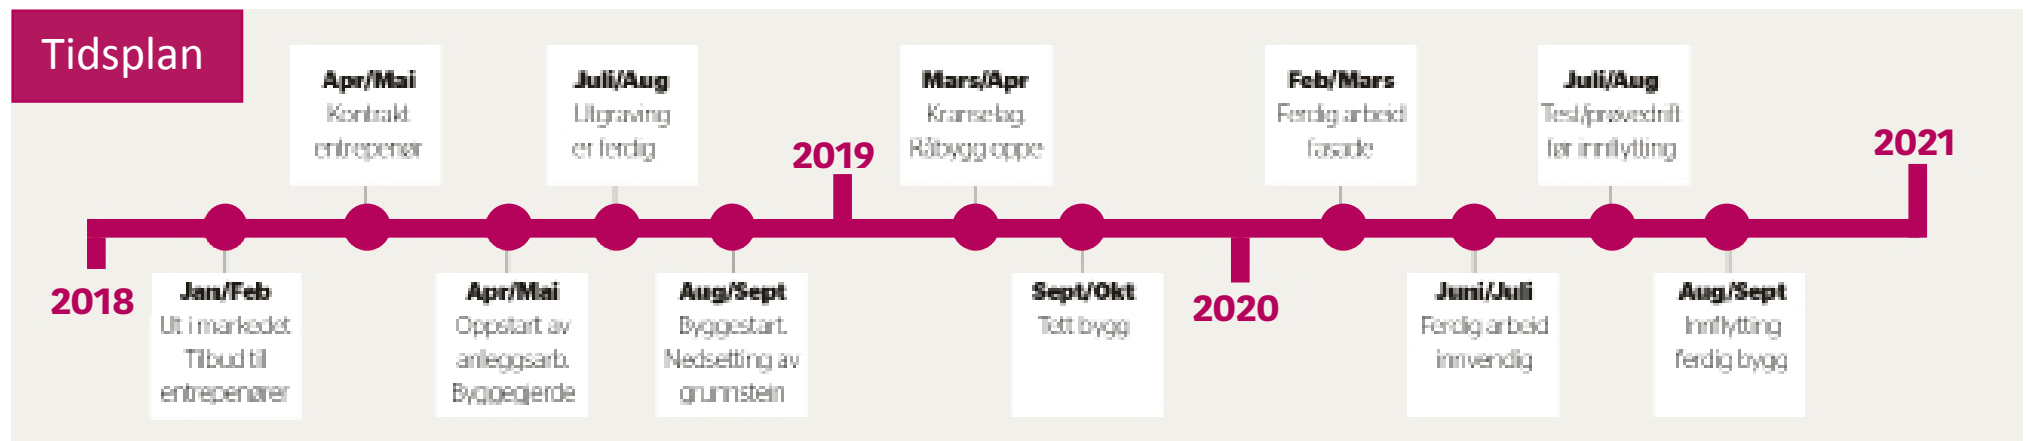 Tidsplan
2018
Jan/Feb
Ut i markedet
Tilbud til
entrepenører
Apr/Mai
Kontrakt
entrepenør
Apr/Mai
Oppstart av
anleggsarb.
Byggegjerde
Juli/Aug
Utgraving
er ferdig
Aug/Sept
Byggestart.
Nedsetting av
grunnstein
2019
Mars/Apr
Kranselag.
Råbygg oppe
Sept/Okt
Tett bygg
2020
Feb/Mars
Ferdig arbeid
fasade
Juni/Juli
Ferdig arbeid
innvendig
Juli/Aug
Test/prøvedrift
før innflytting
Aug/Sept
Innflytting
ferdig bygg
2021